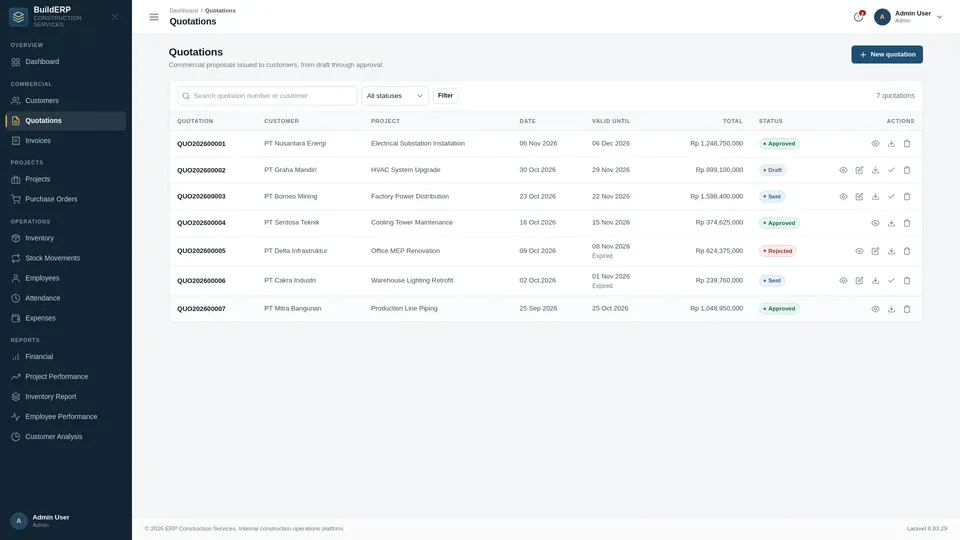 BuildERP
CONSTRUCTION
SERVICES
OVERVIEW
Dashboard
COMMERCIAL
Customers
Quotations
Invoices
PROJECTS
Projects
Purchase Orders
OPERATIONS
Inventory
Stock Movements
Employees
Attendance
Expenses
REPORTS
Financial
Project Performance
Inventory Report
Employee Performance
Customer Analysis
A
Admin User
Admin
Dashboard / Quotations
Quotations
A
Admin User
Admin
Quotations
Commercial proposals issued to customers, from draft through approval.
New quotation
Search quotation number or customer
All statuses
Filter
7 quotations
QUOTATION CUSTOMER PROJECT DATE VALID UNTIL TOTAL STATUS ACTIONS
QUO202600001 PT Nusantara Energi Electrical Substation Installation 06 Nov 2026 06 Dec 2026 Rp 1,248,750,000 Approved
QUO202600002 PT Graha Mandiri HVAC System Upgrade 30 Oct 2026 29 Nov 2026 Rp 899,100,000 Draft
QUO202600003 PT Borneo Mining Factory Power Distribution 23 Oct 2026 22 Nov 2026 Rp 1,598,400,000 Sent
QUO202600004 PT Sentosa Teknik Cooling Tower Maintenance 16 Oct 2026 15 Nov 2026 Rp 374,625,000 Approved
QUO202600005 PT Delta Infrastruktur Office MEP Renovation 09 Oct 2026 08 Nov 2026 Rp 624,375,000 Rejected
Expired
QUO202600006 PT Cakra Industri Warehouse Lighting Retrofit 02 Oct 2026 01 Nov 2026 Rp 239,760,000 Sent
Expired
QUO202600007 PT Mitra Bangunan Production Line Piping 25 Sep 2026 25 Oct 2026 Rp 1,048,950,000 Approved
© 2026 ERP Construction Services. Internal construction operations platform.
Laravel 8.83.29